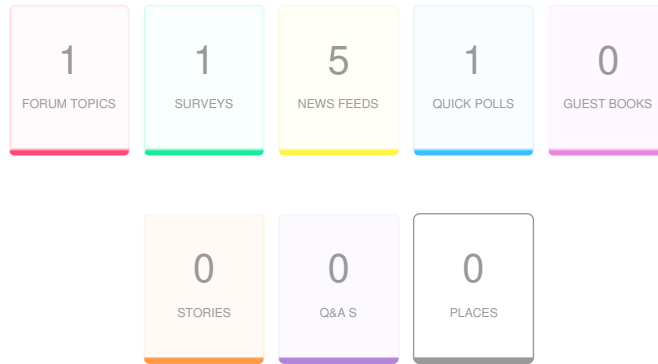 1
FORUM TOPICS
1
SURVEYS
5
NEWS FEEDS
1
QUICK POLLS
0
GUEST BOOKS
0
STORIES
0
Q&A S
0
PLACES